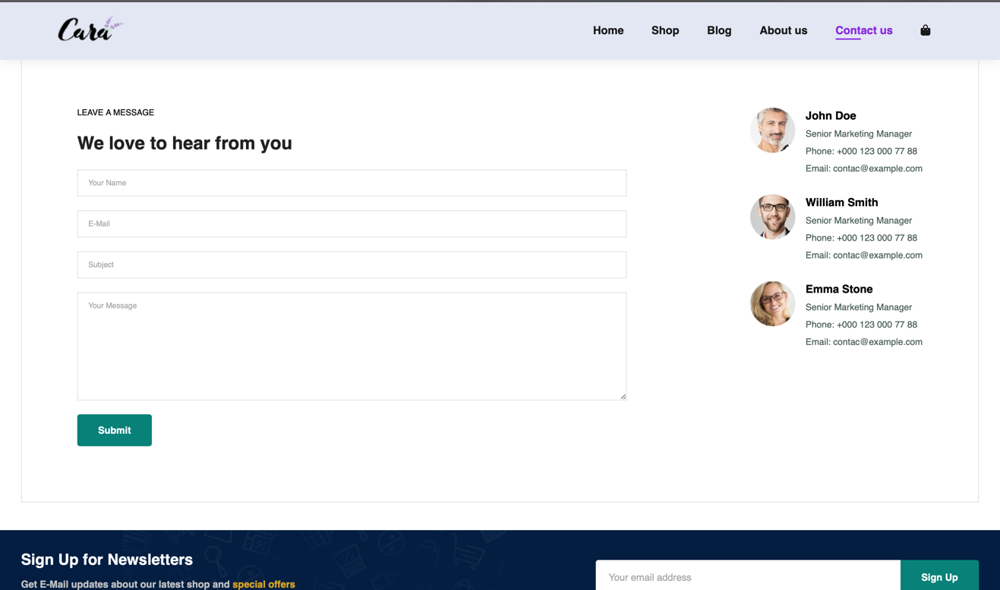 Cara
Home
Shop
Blog
About us
Contact us
LEAVE A MESSAGE
We love to hear from you
Your Name
E-Mail
Subject
Your Message
Submit
John Doe
Senior Marketing Manager
Phone: +000 123 000 77 88
Email: contac@example.com
William Smith
Senior Marketing Manager
Phone: +000 123 000 77 88
Email: contac@example.com
Emma Stone
Senior Marketing Manager
Phone: +000 123 000 77 88
Email: contac@example.com
Sign Up for Newsletters
Get E-Mail updates about our latest shop and special offers
Your email address
Sign Up